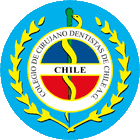 COLEGIO DE CIRUJANO DENTISTAS DE CHILE A. G.
CHILE